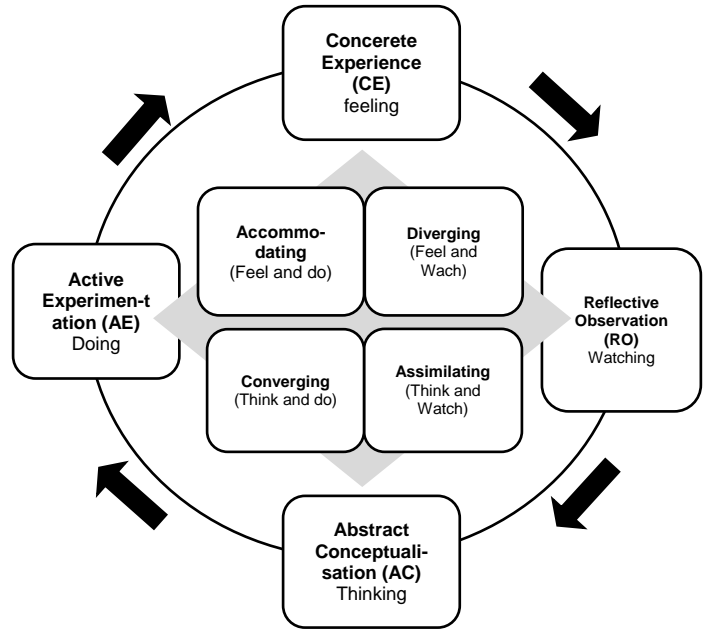 Concerete
Experience
(CE)
feeling
Accommo-
dating
(Feel and do)
Diverging
(Feel and
Wach)
Active
Experimen-t
ation (AE)
Doing
Reflective
Observation
(RO)
Watching
Converging
(Think and do)
Assimilating
(Think and
Watch)
Abstract
Conceptuali-
sation (AC)
Thinking